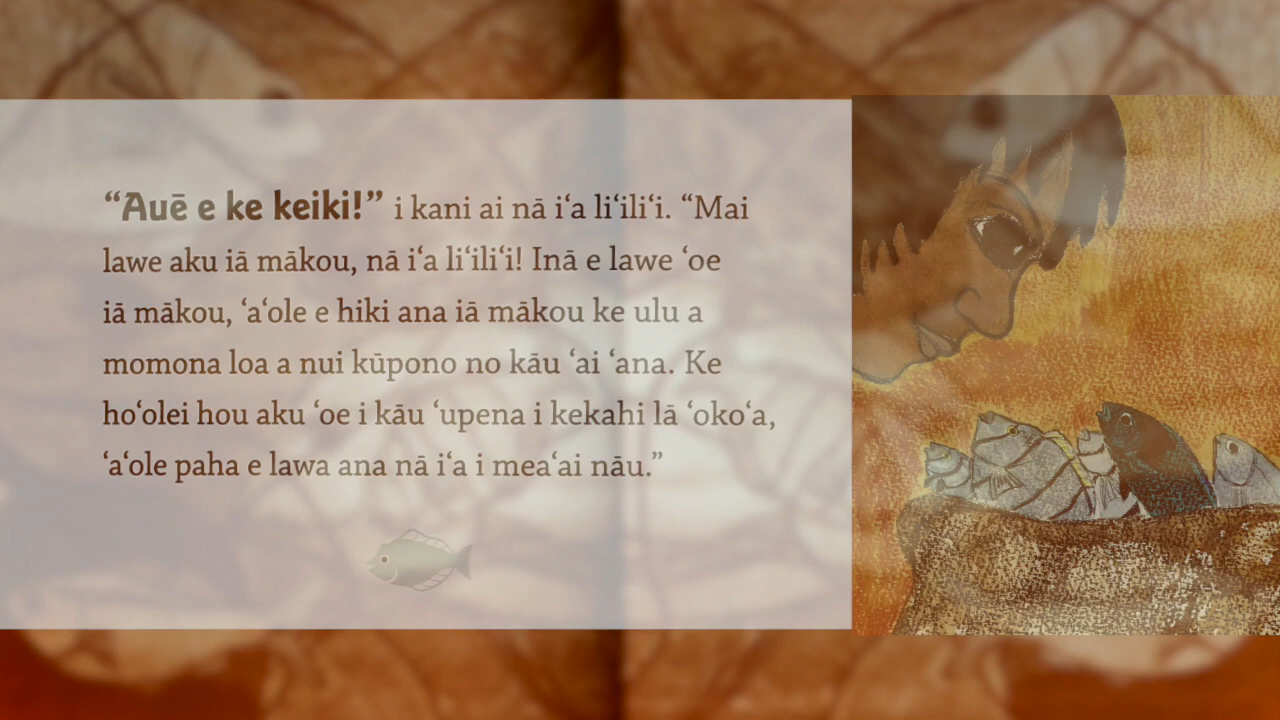 “Auē e ke keiki!” i kani ai nā iʻa liʻiliʻi. “Mai
lawe aku iā mākou, nā iʻa liʻiliʻi! Inā e lawe ʻoe
iā mākou, ʻaʻole e hiki ana iā mākou ke ulu a
momona loa a nui kūpono no kāu ʻai ʻana. Ke
hoʻolei hou aku ʻoe i kāu ʻupena i kekahi lā ʻokoʻa,
ʻaʻole paha e lawa ana nā iʻa i meaʻai nāu.”